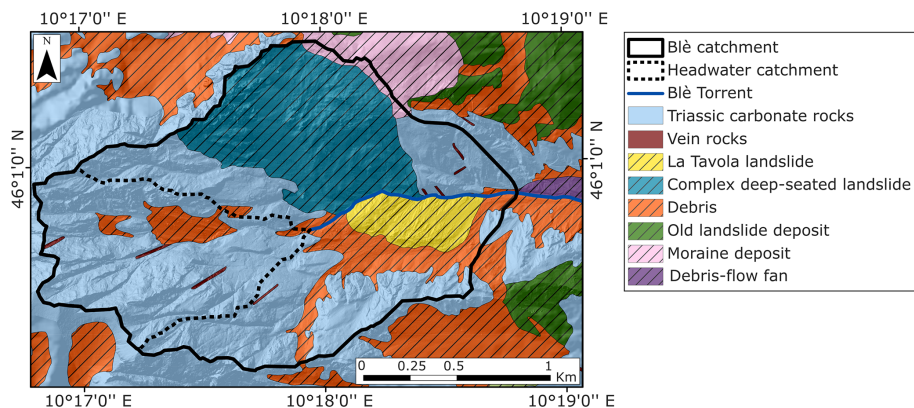 10°17'0'' E 10°18'0'' E 10°19'0'' E
N
46°1'0'' N
46°1'0'' N
Blè catchment
Headwater catchment
Blè Torrent
Triassic carbonate rocks
Vein rocks
La Tavola landslide
Complex deep-seated landslide
Debris
Old landslide deposit
Moraine deposit
Debris-flow fan
0 0.25 0.5 1
Km
10°17'0'' E 10°18'0'' E 10°19'0'' E